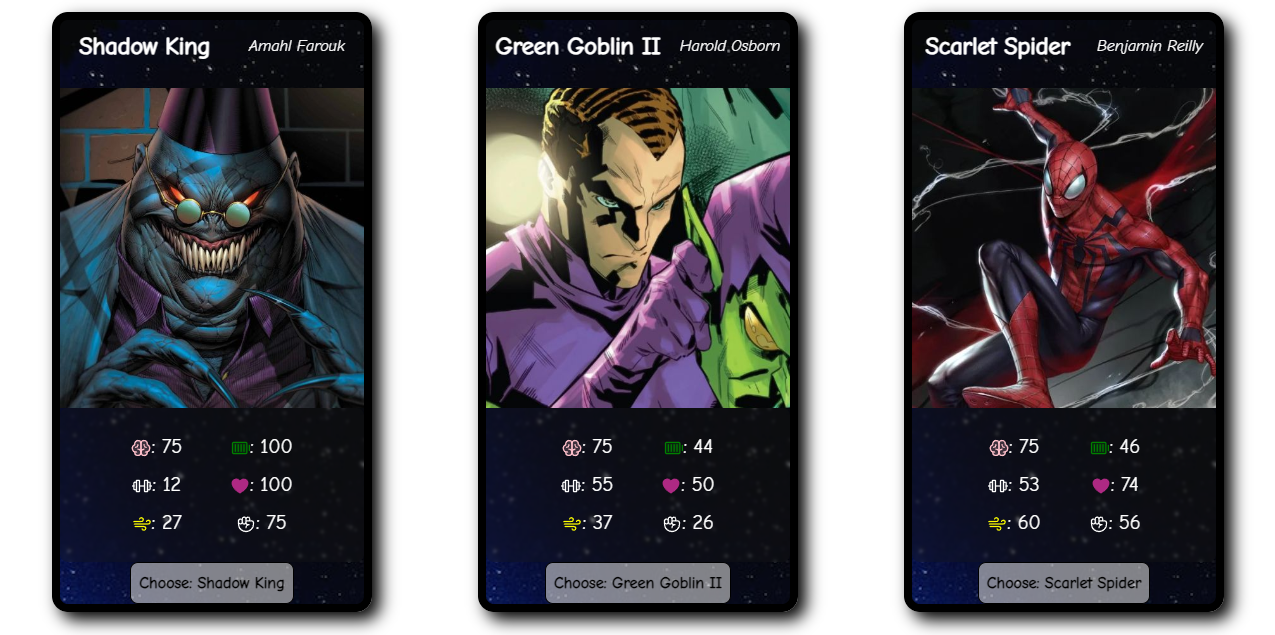 Shadow King Amahl Farouk
: 75 : 100
: 12 : 100
: 27 : 75
Choose: Shadow King
Green Goblin II Harold Osborn
: 75 : 44
: 55 : 50
: 37 : 26
Choose: Green Goblin II
Scarlet Spider Benjamin Reilly
: 75 : 46
: 53 : 74
: 60 : 56
Choose: Scarlet Spider